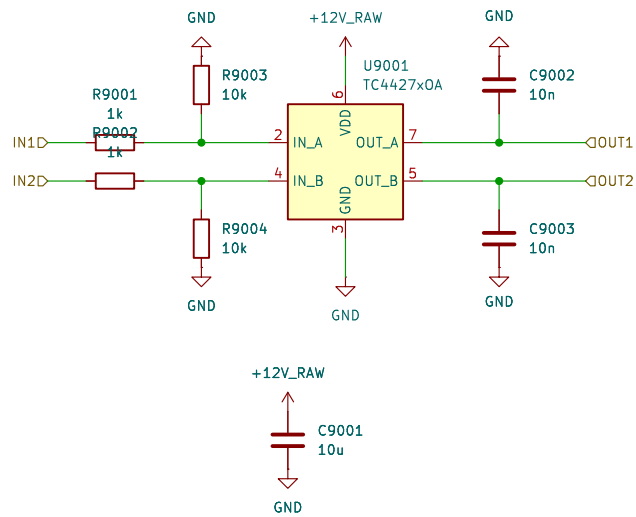 GND
+12V_RAW
GND
U9001
TC4427xOA
R9003
10k
C9002
10n
R9001
1k
R9002
1k
6
VDD
IN1
2
IN_A
OUT_A
7
OUT1
IN2
4
IN_B
OUT_B
5
OUT2
GND
3
R9004
10k
C9003
10n
GND
GND
GND
+12V_RAW
C9001
10u
GND